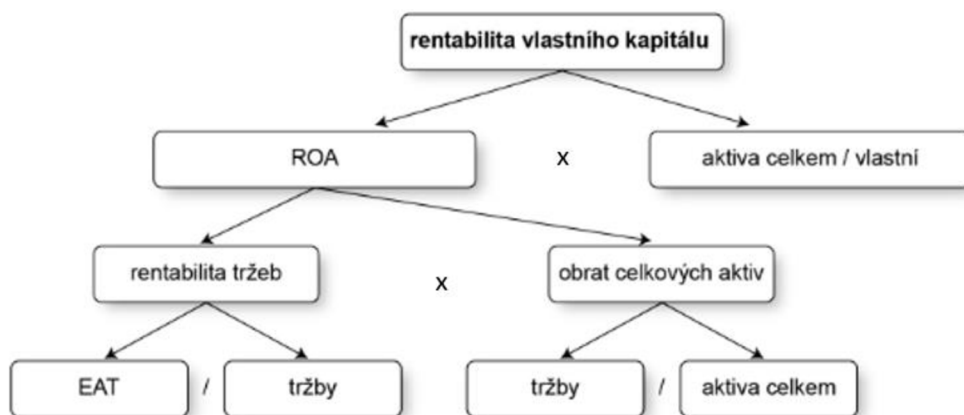 rentabilita vlastního kapitálu
ROA x aktiva celkem / vlastní
rentabilita tržeb x obrat celkových aktiv
EAT / tržby tržby / aktiva celkem